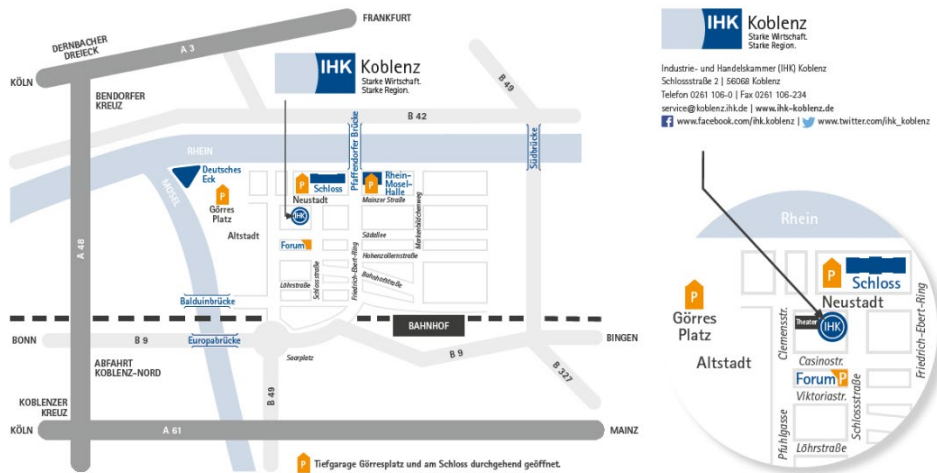 FRANKFURT
DERNBACHER
DREIECK
A 3
KÖLN
BENDORFER
KREUZ
IHK Koblenz
Starke Wirtschaft.
Starke Region.
B 49
B 42
RHEIN
Pfaffendorfer Brücke
Südbrücke
MOSEL
Deutsches
Eck
P
Görres
Platz
Altstadt
P
Schloss
Neustadt
IHK
P
Rhein-
Mosel-
Halle
Mainzer Straße
Markenbildchenweg
Südallee
Forum P
Hohenzollernstraße
Schlossstraße
Friedrich-Ebert-Ring
Bahnhofstraße
Löhrstraße
A 48
Balduinbrücke
BAHNHOF
BONN
B 9
Europabrücke
B 9
BINGEN
Saarplatz
ABFAHRT
KOBLENZ-NORD
B 49
B 327
KOBLENZER
KREUZ
KÖLN
A 61
MAINZ
P Tiefgarage Görresplatz und am Schloss durchgehend geöffnet.
IHK Koblenz
Starke Wirtschaft.
Starke Region.
Industrie- und Handelskammer (IHK) Koblenz
Schlossstraße 2 | 56068 Koblenz
Telefon 0261 106-0 | Fax 0261 106-234
service@koblenz.ihk.de | www.ihk-koblenz.de
www.facebook.com/ihk.koblenz | www.twitter.com/ihk_koblenz
Rhein
P
Schloss
Neustadt
P
Görres
Platz
Altstadt
Clemensstr.
Theater
IHK
Friedrich-Ebert-Ring
Casinostr.
Forum P
Viktoriastr.
Schlossstraße
Pfuhlgasse
Löhrstraße